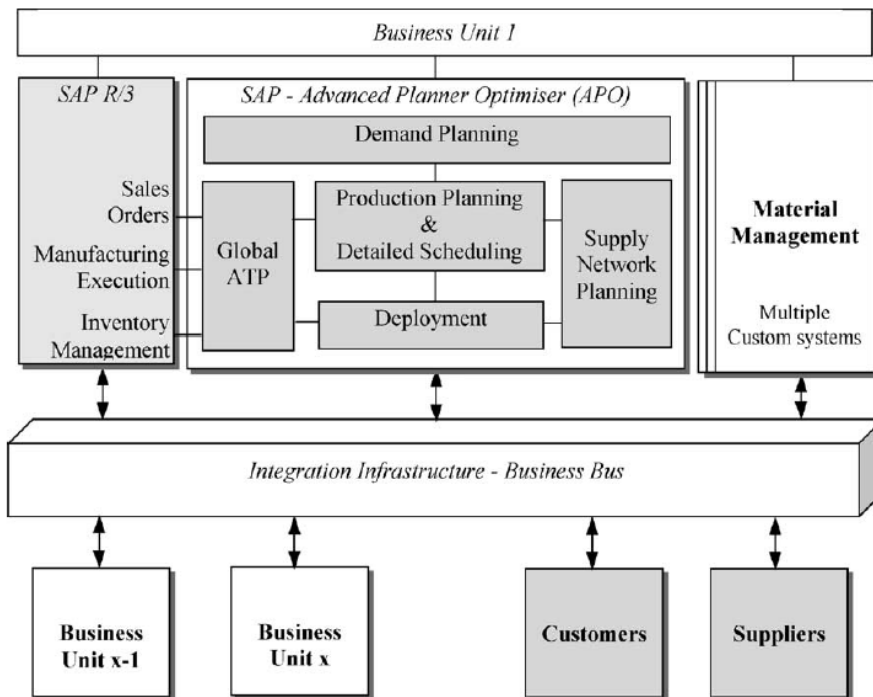 Business Unit 1
SAP R/3
SAP - Advanced Planner Optimiser (APO)
Demand Planning
Sales
Orders
Manufacturing
Execution
Inventory
Management
Global
ATP
Production Planning
&
Detailed Scheduling
Deployment
Supply
Network
Planning
Material
Management
Multiple
Custom systems
Integration Infrastructure - Business Bus
Business
Unit x-1
Business
Unit x
Customers
Suppliers